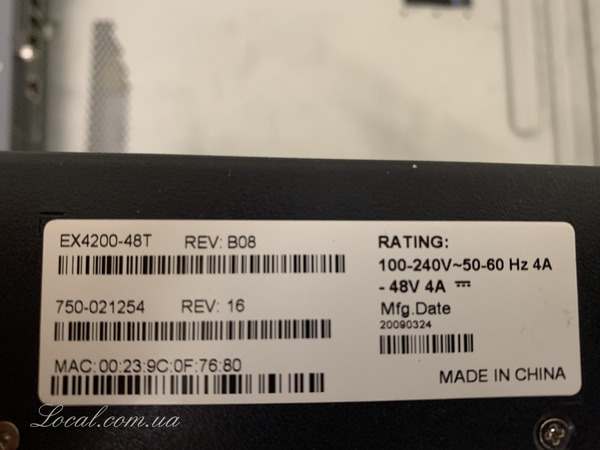 EX4200-48T REV: B08
750-021254 REV: 16
MAC:00:23:9C:0F:76:80
RATING:
100-240V~50-60 Hz 4A
- 48V 4A ⎓
Mfg.Date
20090324
MADE IN CHINA
Local.com.ua